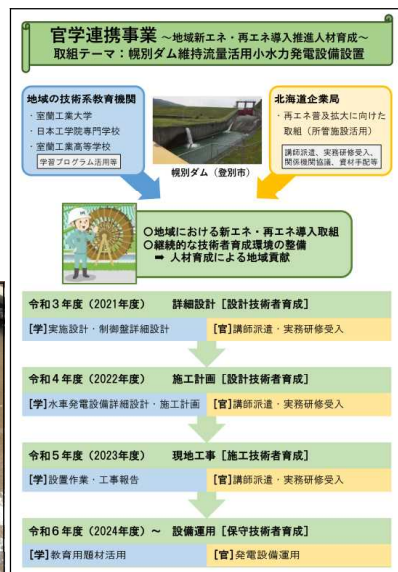 官学連携事業 ~地域新エネ・再エネ導入推進人材育成~
取組テーマ：幌別ダム維持流量活用小水力発電設備設置
地域の技術系教育機関
・室蘭工業大学
・日本工学院専門学校
・室蘭工業高等学校
学習プログラム活用等
幌別ダム（登別市）
北海道企業局
・再エネ普及拡大に向けた
取組（所管施設活用）
講師派遣、実務研修受入、
関係機関協議、資材手配等
〇地域における新エネ・再エネ導入取組
〇継続的な技術者育成環境の整備
➡ 人材育成による地域貢献
令和３年度（2021年度） 詳細設計［設計技術者育成］
【学】実施設計・制御盤詳細設計
【官】講師派遣・実務研修受入
令和４年度（2022年度） 施工計画［設計技術者育成］
【学】水車発電設備詳細設計・施工計画
【官】講師派遣・実務研修受入
令和５年度（2023年度） 現地工事［施工技術者育成］
【学】設置作業・工事報告
【官】講師派遣・実務研修受入
令和６年度（2024年度）～ 設備運用［保守技術者育成］
【学】教育用題材活用
【官】発電設備運用